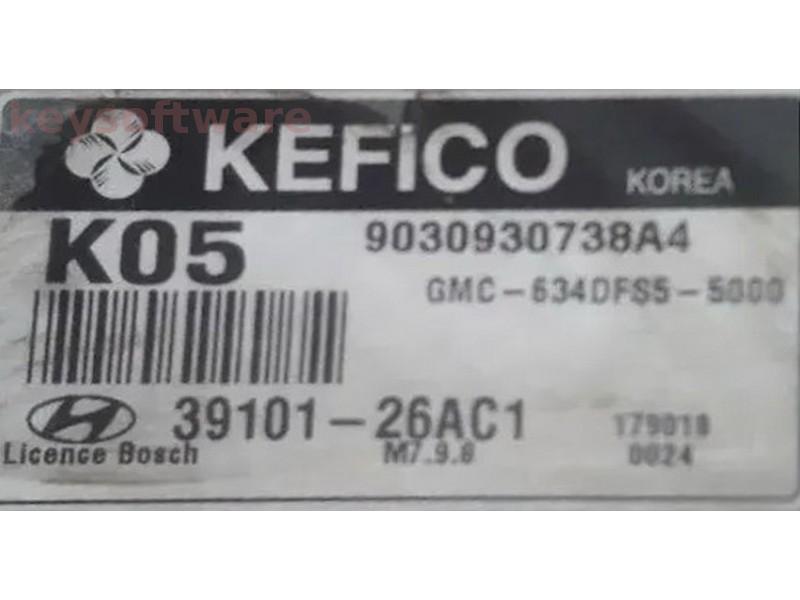 keysoftware
KEFICO KOREA
K05 9030930738A4
GMC-634DFS5-5000
39101-26AC1 179018
Licence Bosch M7.9.8 0024